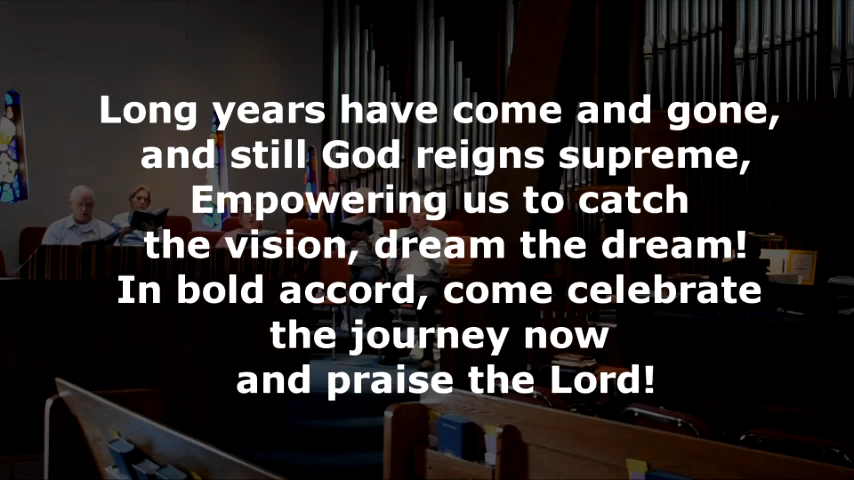 Long years have come and gone,
and still God reigns supreme,
Empowering us to catch
the vision, dream the dream!
In bold accord, come celebrate
the journey now
and praise the Lord!